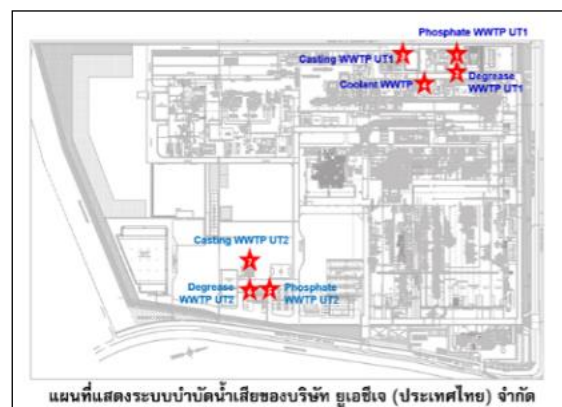 Phosphate WWTP UT1
Casting WWTP UT1
Degrease
WWTP UT1
Coolant WWTP
Casting WWTP UT2
Degrease
WWTP UT2
Phosphate
WWTP UT2
แผนที่แสดงระบบบำบัดน้ำเสียของบริษัท ยูเอซีเจ (ประเทศไทย) จำกัด